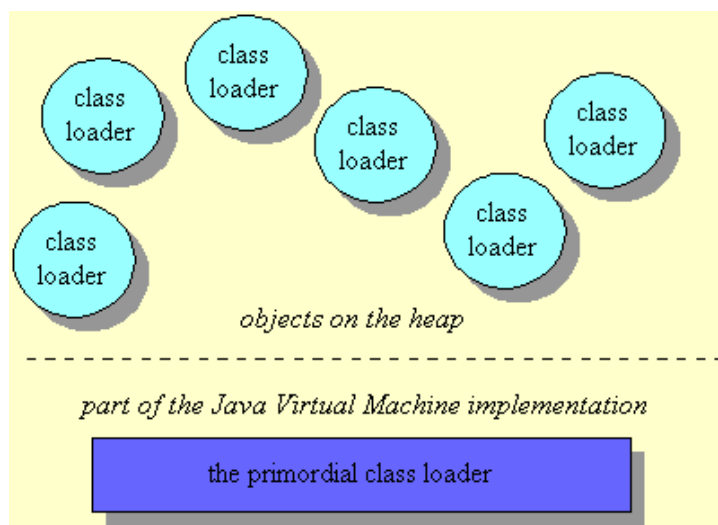 class
loader
class
loader
class
loader
class
loader
class
loader
class
loader
objects on the heap
part of the Java Virtual Machine implementation
the primordial class loader